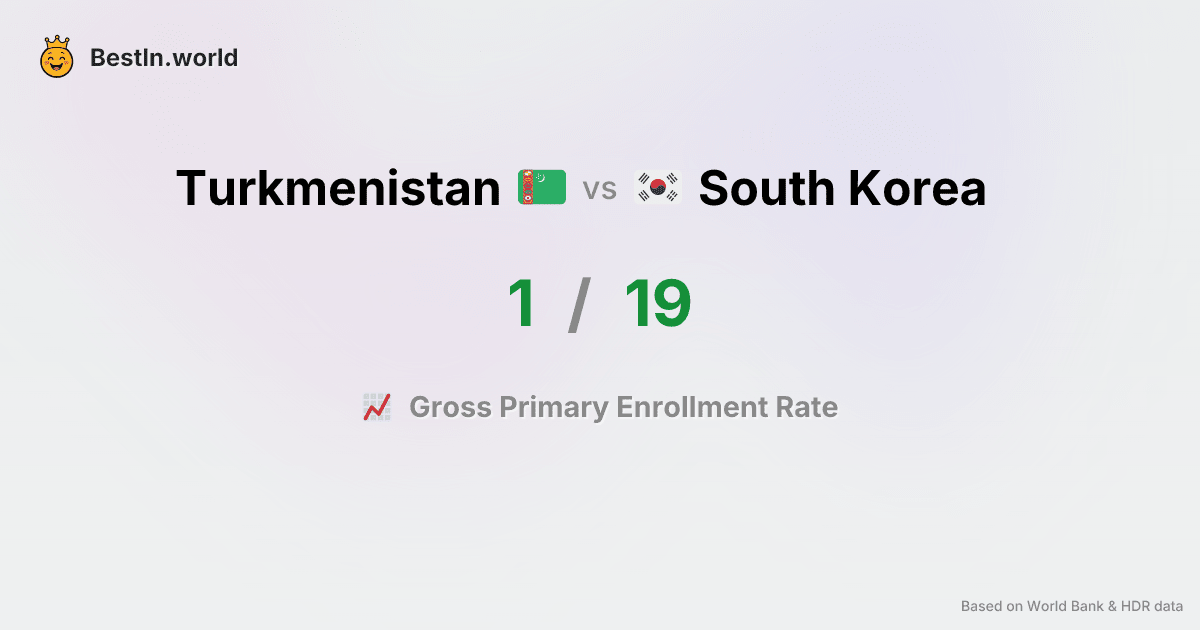 BestIn.world
Turkmenistan vs South Korea
1 / 19
Gross Primary Enrollment Rate
Based on World Bank & HDR data